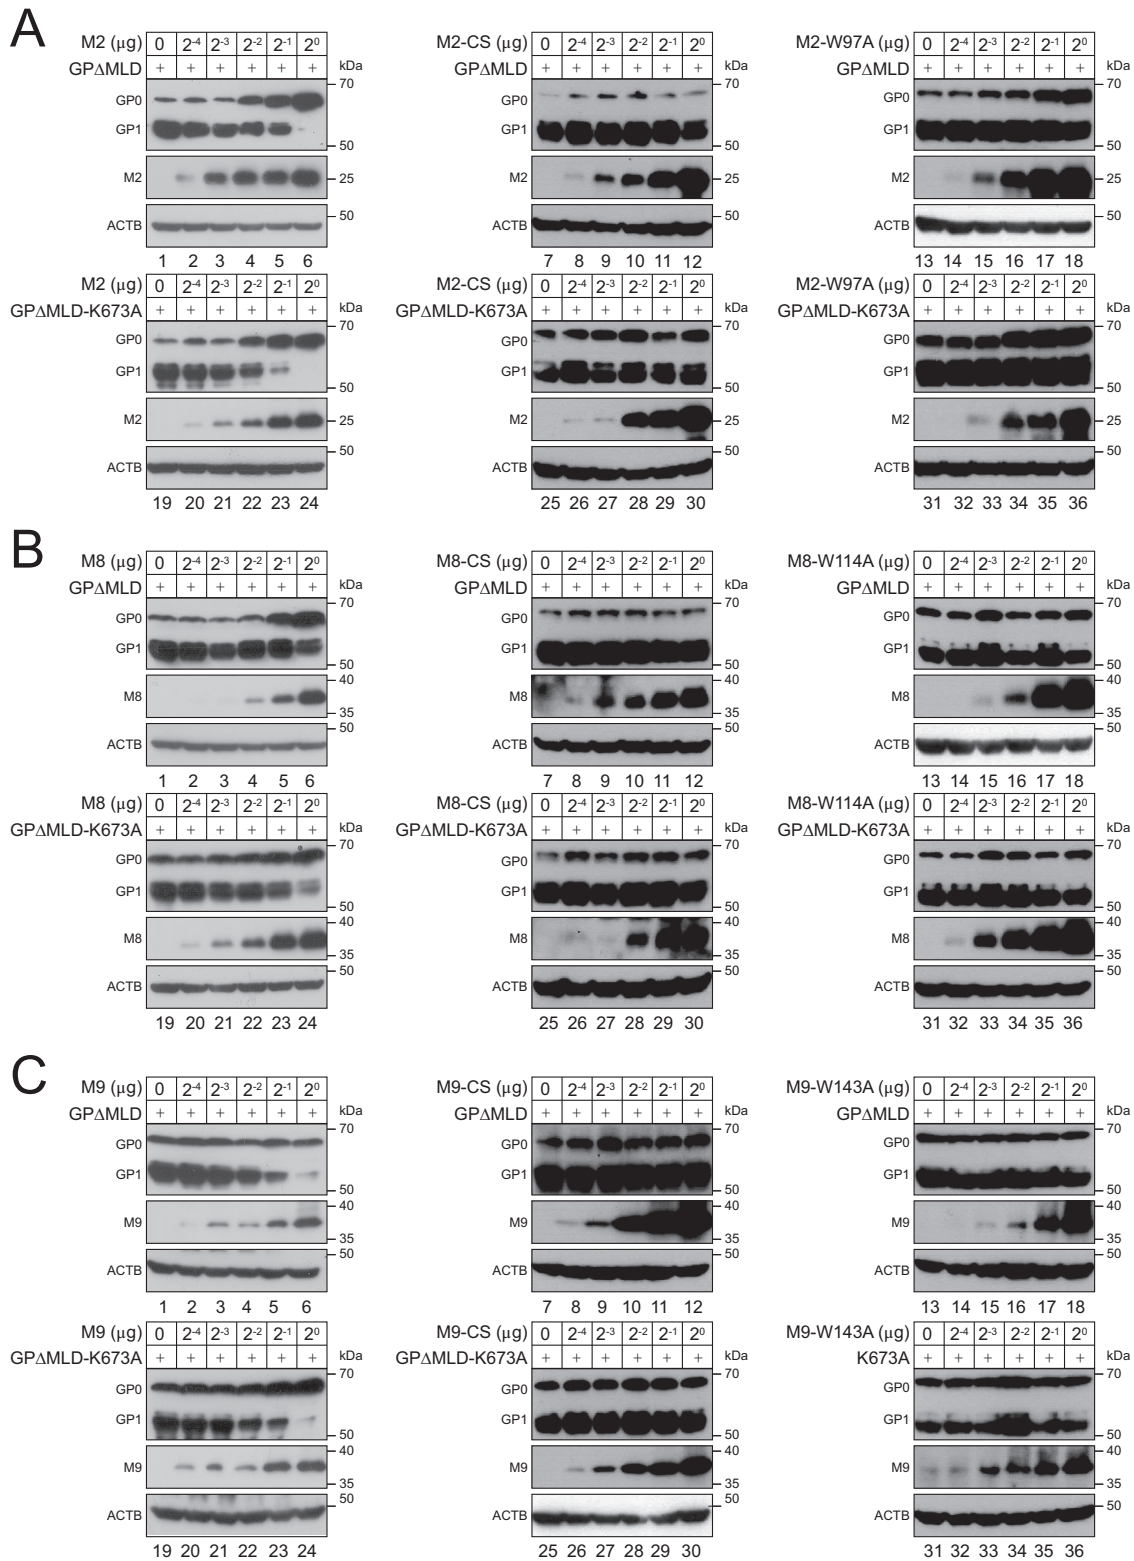 A
M2 (µg) 0 2-4 2-3 2-2 2-1 20 M2-CS (µg) 0 2-4 2-3 2-2 2-1 20 M2-W97A (µg) 0 2-4 2-3 2-2 2-1 20
GPΔMLD + + + + + + kDa GPΔMLD + + + + + + kDa GPΔMLD + + + + + + kDa
70 70 70
GP0 GP0 GP0
GP1 GP1 GP1
50 50 50
M2 25 M2 25 M2 25
50 50 50
ACTB ACTB ACTB
1 2 3 4 5 6 7 8 9 10 11 12 13 14 15 16 17 18
M2 (µg) 0 2-4 2-3 2-2 2-1 20 M2-CS (µg) 0 2-4 2-3 2-2 2-1 20 M2-W97A (µg) 0 2-4 2-3 2-2 2-1 20
GPΔMLD-K673A + + + + + + kDa GPΔMLD-K673A + + + + + + kDa GPΔMLD-K673A + + + + + + kDa
70 70 70
GP0 GP0 GP0
GP1 GP1 GP1
50 50 50
M2 25 M2 25 M2 25
50 50 50
ACTB ACTB ACTB
19 20 21 22 23 24 25 26 27 28 29 30 31 32 33 34 35 36
B
M8 (µg) 0 2-4 2-3 2-2 2-1 20 M8-CS (µg) 0 2-4 2-3 2-2 2-1 20 M8-W114A (µg) 0 2-4 2-3 2-2 2-1 20
GPΔMLD + + + + + + kDa GPΔMLD + + + + + + kDa GPΔMLD + + + + + + kDa
70 70 70
GP0 GP0 GP0
GP1 GP1 GP1
50 50 50
40 40 40
M8 M8 M8
35 35 35
50 50 50
ACTB ACTB ACTB
1 2 3 4 5 6 7 8 9 10 11 12 13 14 15 16 17 18
M8 (µg) 0 2-4 2-3 2-2 2-1 20 M8-CS (µg) 0 2-4 2-3 2-2 2-1 20 M8-W114A (µg) 0 2-4 2-3 2-2 2-1 20
GPΔMLD-K673A + + + + + + kDa GPΔMLD-K673A + + + + + + kDa GPΔMLD-K673A + + + + + + kDa
70 70 70
GP0 GP0 GP0
GP1 GP1 GP1
50 50 50
40 40 40
M8 M8 M8
35 35 35
50 50 50
ACTB ACTB ACTB
19 20 21 22 23 24 25 26 27 28 29 30 31 32 33 34 35 36
C
M9 (µg) 0 2-4 2-3 2-2 2-1 20 M9-CS (µg) 0 2-4 2-3 2-2 2-1 20 M9-W143A (µg) 0 2-4 2-3 2-2 2-1 20
GPΔMLD + + + + + + kDa GPΔMLD + + + + + + kDa GPΔMLD + + + + + + kDa
70 70 70
GP0 GP0 GP0
GP1 GP1 GP1
50 50 50
40 40 40
M9 M9 M9
35 35 35
50 50 50
ACTB ACTB ACTB
1 2 3 4 5 6 7 8 9 10 11 12 13 14 15 16 17 18
M9 (µg) 0 2-4 2-3 2-2 2-1 20 M9-CS (µg) 0 2-4 2-3 2-2 2-1 20 M9-W143A (µg) 0 2-4 2-3 2-2 2-1 20
GPΔMLD-K673A + + + + + + kDa GPΔMLD-K673A + + + + + + kDa K673A + + + + + + kDa
70 70 70
GP0 GP0 GP0
GP1 GP1 GP1
50 50 50
40 40 40
M9 M9 M9
35 35 35
50 50 50
ACTB ACTB ACTB
19 20 21 22 23 24 25 26 27 28 29 30 31 32 33 34 35 36